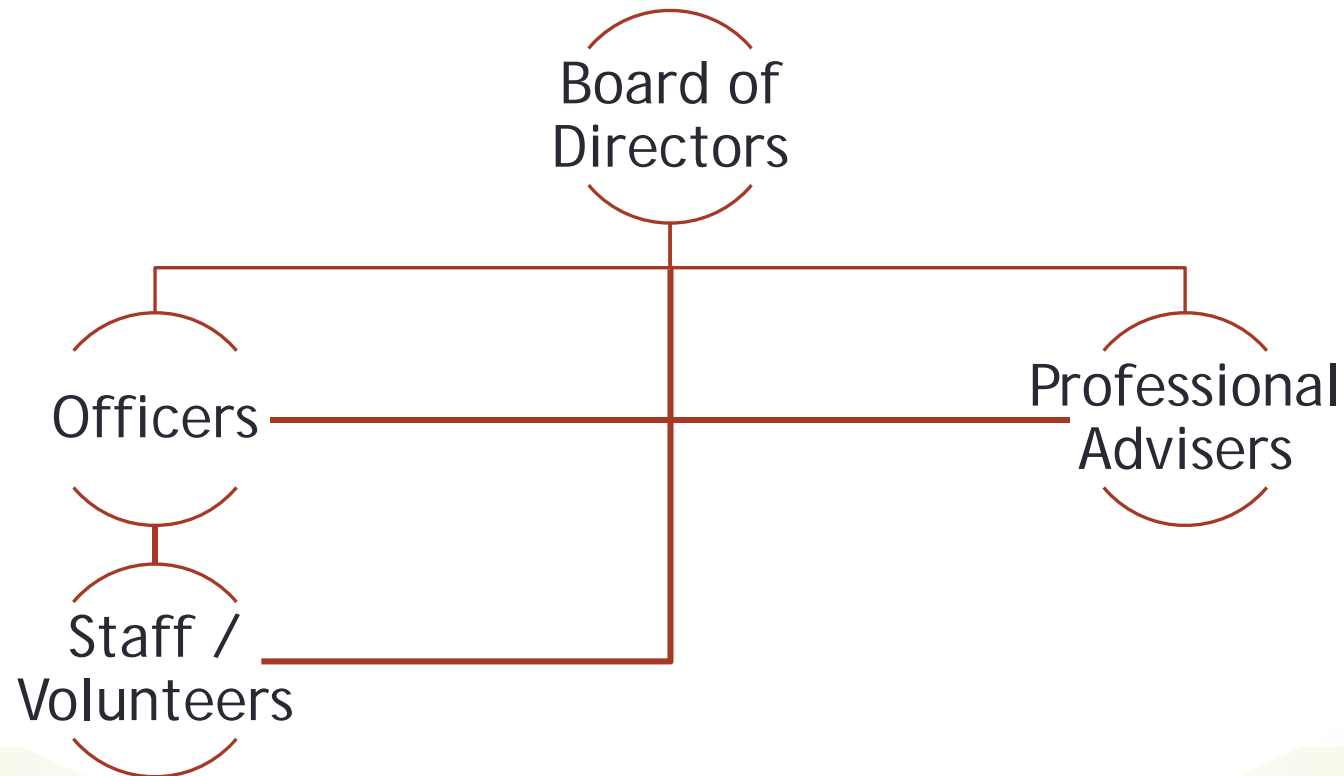 Board of
Directors
Officers
Professional
Advisers
Staff /
Volunteers